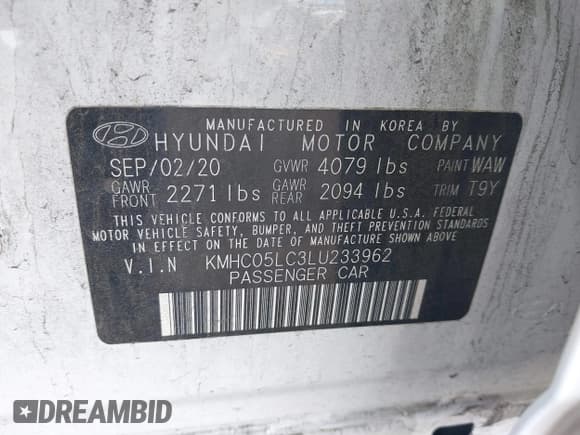 MANUFACTURED IN KOREA BY
HYUNDAI MOTOR COMPANY
SEP/02/20 GVWR 4079 lbs PAINT WAW
GAWR FRONT 2271 lbs GAWR REAR 2094 lbs TRIM T9Y
THIS VEHICLE CONFORMS TO ALL APPLICABLE U.S.A. FEDERAL
MOTOR VEHICLE SAFETY, BUMPER, AND THEFT PREVENTION STANDARDS
IN EFFECT ON THE DATE OF MANUFACTURE SHOWN ABOVE.
V.I.N KMHC05LC3LU233962
PASSENGER CAR
DREAMBID